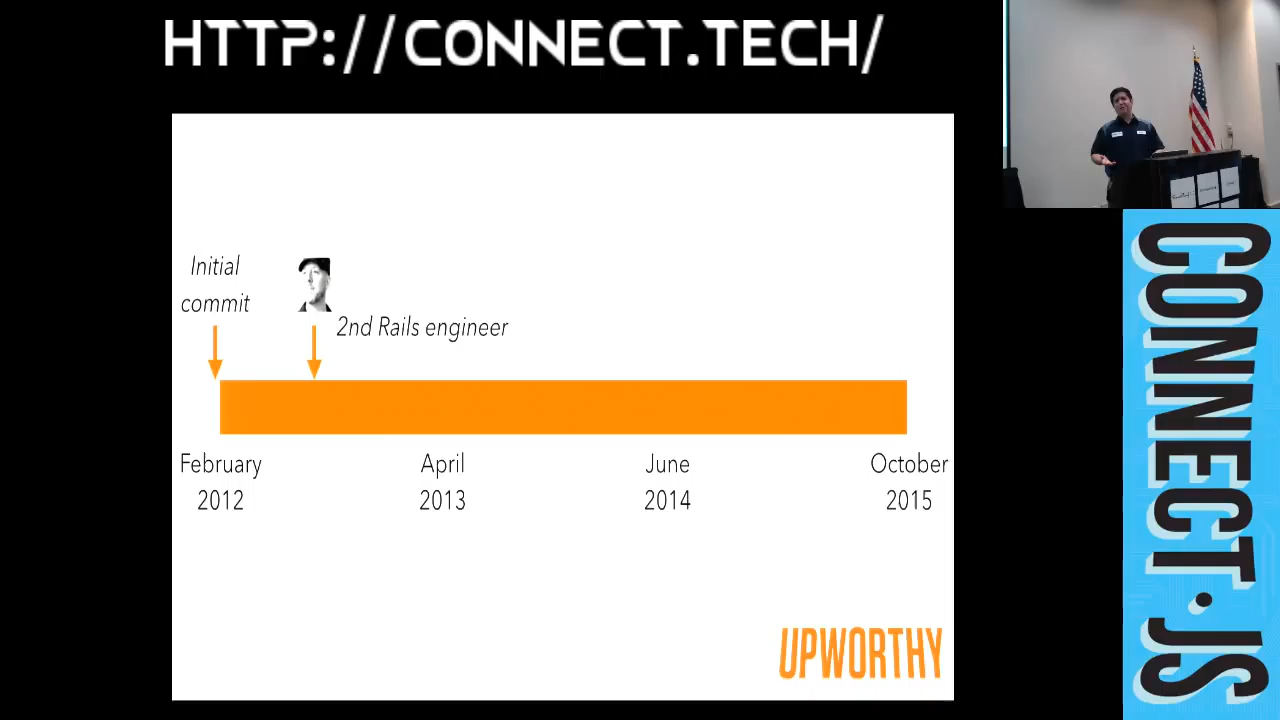 HTTP://CONNECT.TECH/
Initial
commit
2nd Rails engineer
February
2012
April
2013
June
2014
October
2015
UPWORTHY
CONNECT.JS